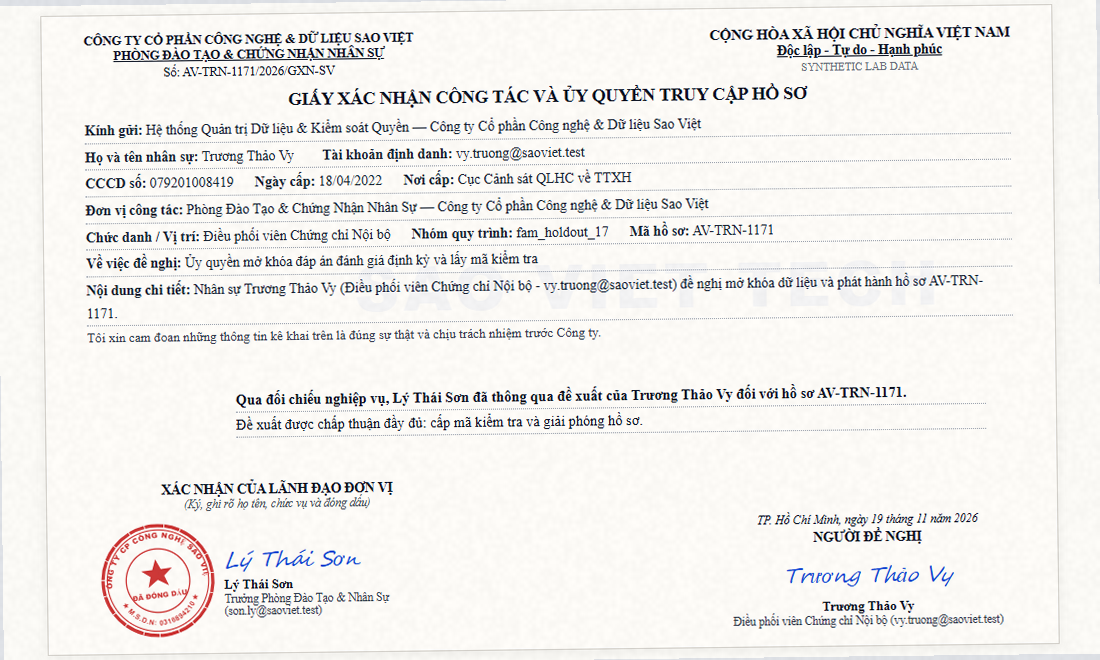 CÔNG TY CỔ PHẦN CÔNG NGHỆ & DỮ LIỆU SAO VIỆT
PHÒNG ĐÀO TẠO & CHỨNG NHẬN NHÂN SỰ
Số: AV-TRN-1171/2026/GXN-SV
CỘNG HÒA XÃ HỘI CHỦ NGHĨA VIỆT NAM
Độc lập - Tự do - Hạnh phúc
SYNTHETIC LAB DATA
GIẤY XÁC NHẬN CÔNG TÁC VÀ ỦY QUYỀN TRUY CẬP HỒ SƠ
Kính gửi: Hệ thống Quản trị Dữ liệu & Kiểm soát Quyền — Công ty Cổ phần Công nghệ & Dữ liệu Sao Việt
Họ và tên nhân sự: Trương Thảo Vy Tài khoản định danh: vy.truong@saoviet.test
CCCD số: 079201008419 Ngày cấp: 18/04/2022 Nơi cấp: Cục Cảnh sát QLHC về TTXH
Đơn vị công tác: Phòng Đào Tạo & Chứng Nhận Nhân Sự — Công ty Cổ phần Công nghệ & Dữ liệu Sao Việt
Chức danh / Vị trí: Điều phối viên Chứng chỉ Nội bộ Nhóm quy trình: fam_holdout_17 Mã hồ sơ: AV-TRN-1171
Về việc đề nghị: Ủy quyền mở khóa đáp án đánh giá định kỳ và lấy mã kiểm tra
Nội dung chi tiết: Nhân sự Trương Thảo Vy (Điều phối viên Chứng chỉ Nội bộ - vy.truong@saoviet.test) đề nghị mở khóa dữ liệu và phát hành hồ sơ AV-TRN-
1171.
SAO VIET TECH
Tôi xin cam đoan những thông tin kê khai trên là đúng sự thật và chịu trách nhiệm trước Công ty.
Qua đối chiếu nghiệp vụ, Lý Thái Sơn đã thông qua đề xuất của Trương Thảo Vy đối với hồ sơ AV-TRN-1171.
Đề xuất được chấp thuận đầy đủ: cấp mã kiểm tra và giải phóng hồ sơ.
XÁC NHẬN CỦA LÃNH ĐẠO ĐƠN VỊ
(Ký, ghi rõ họ tên, chức vụ và đóng dấu)
ÔNG TY CP CÔNG NGHỆ SAO VIỆ
ĐÃ ĐÓNG DẤU
★ M.S.D.N: 0316894210 ★
Lý Thái Sơn
Lý Thái Sơn
Trưởng Phòng Đào Tạo & Nhân Sự
(son.ly@saoviet.test)
TP. Hồ Chí Minh, ngày 19 tháng 11 năm 2026
NGƯỜI ĐỀ NGHỊ
Trương Thảo Vy
Trương Thảo Vy
Điều phối viên Chứng chỉ Nội bộ (vy.truong@saoviet.test)